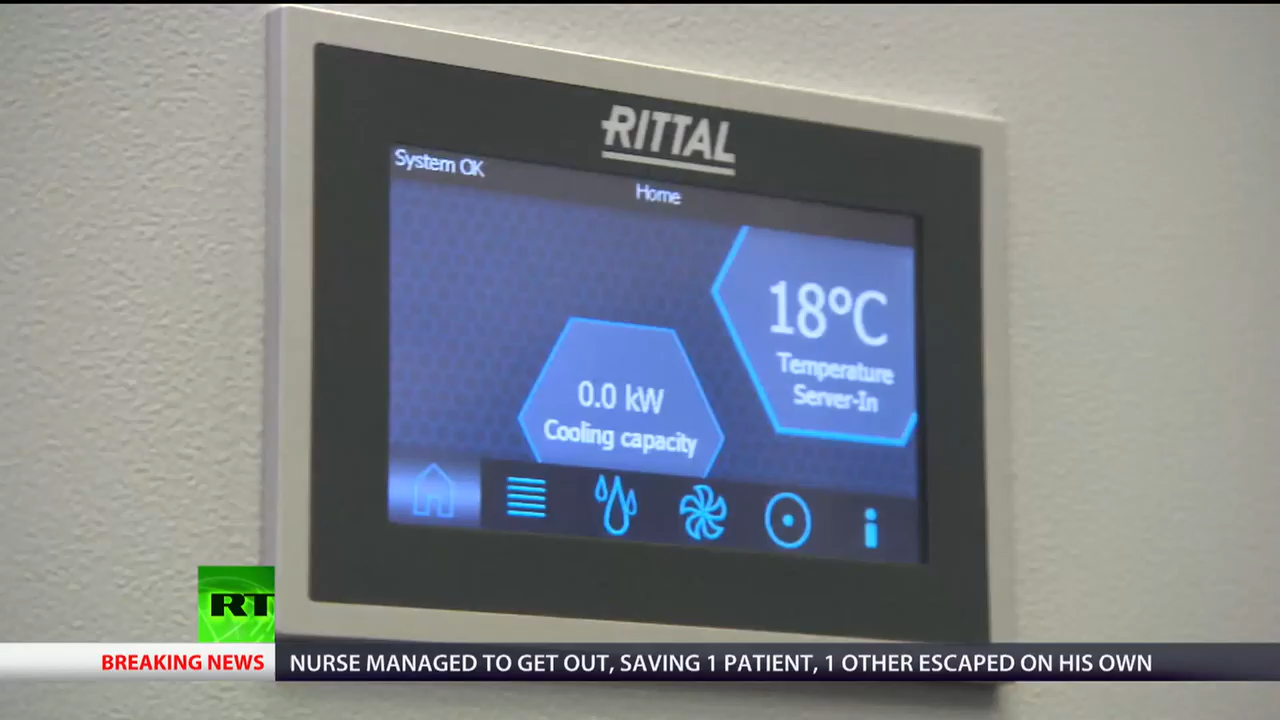 RITTAL
System OK
Home
18°C
Temperature
Server-In
0.0 kW
Cooling capacity
RT
BREAKING NEWS
NURSE MANAGED TO GET OUT, SAVING 1 PATIENT, 1 OTHER ESCAPED ON HIS OWN